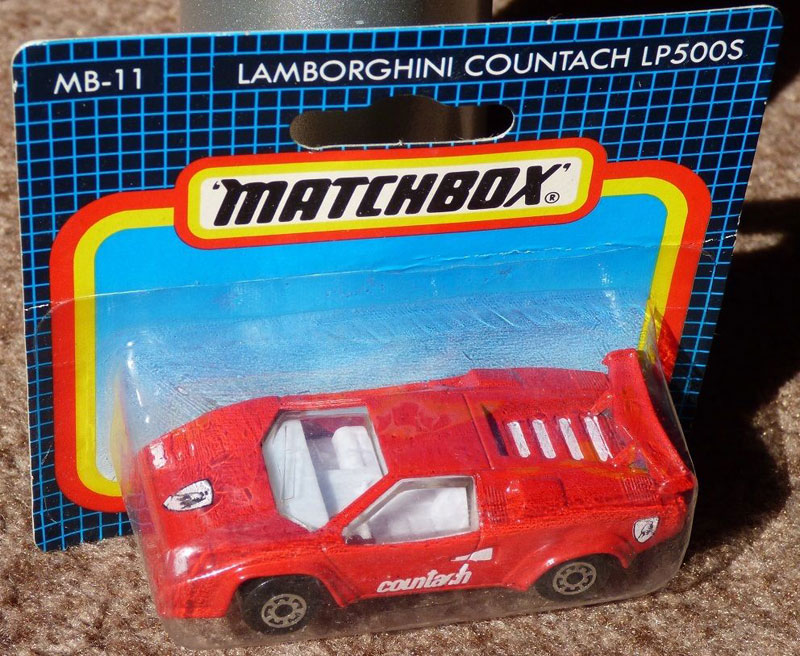 MB-11
LAMBORGHINI COUNTACH LP500S
'MATCHBOX'®
countach